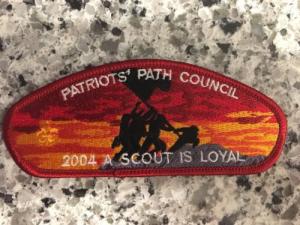 PATRIOTS' PATH COUNCIL
2004 A SCOUT IS LOYAL